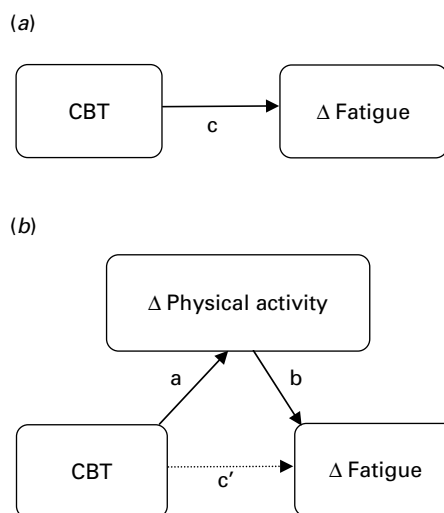 (a)
CBT
Δ Fatigue
c
(b)
Δ Physical activity
a
b
CBT
Δ Fatigue
c′